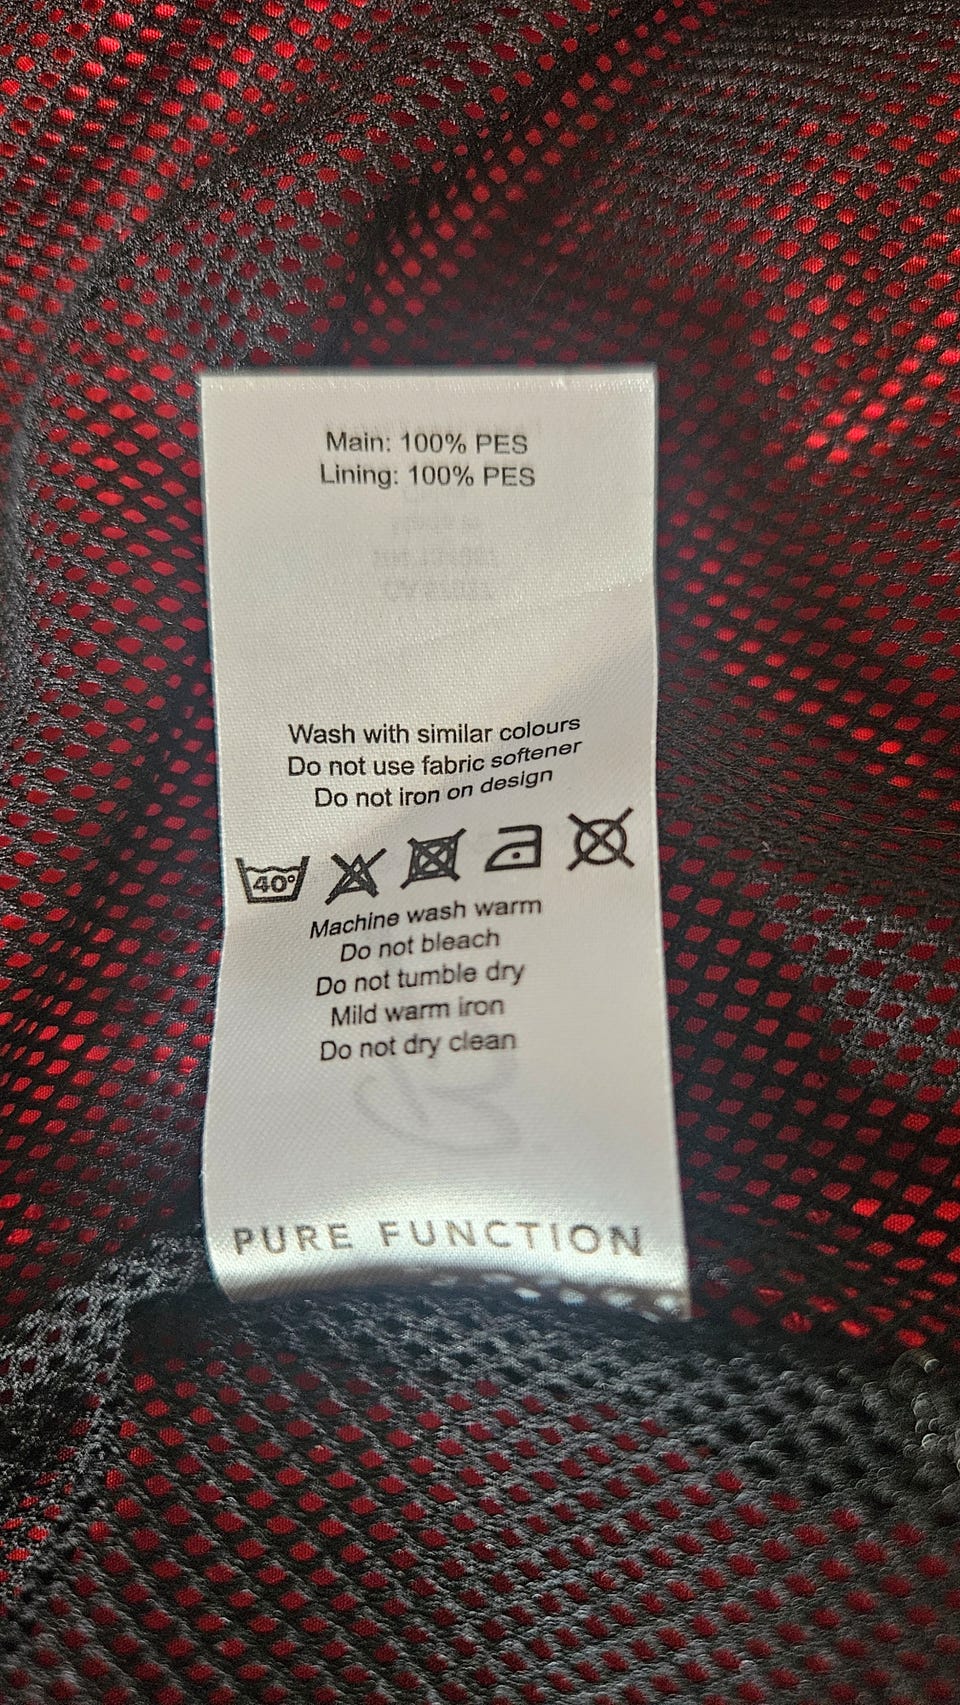 Main: 100% PES
Lining: 100% PES
Wash with similar colours
Do not use fabric softener
Do not iron on design
40°
Machine wash warm
Do not bleach
Do not tumble dry
Mild warm iron
Do not dry clean
PURE FUNCTION